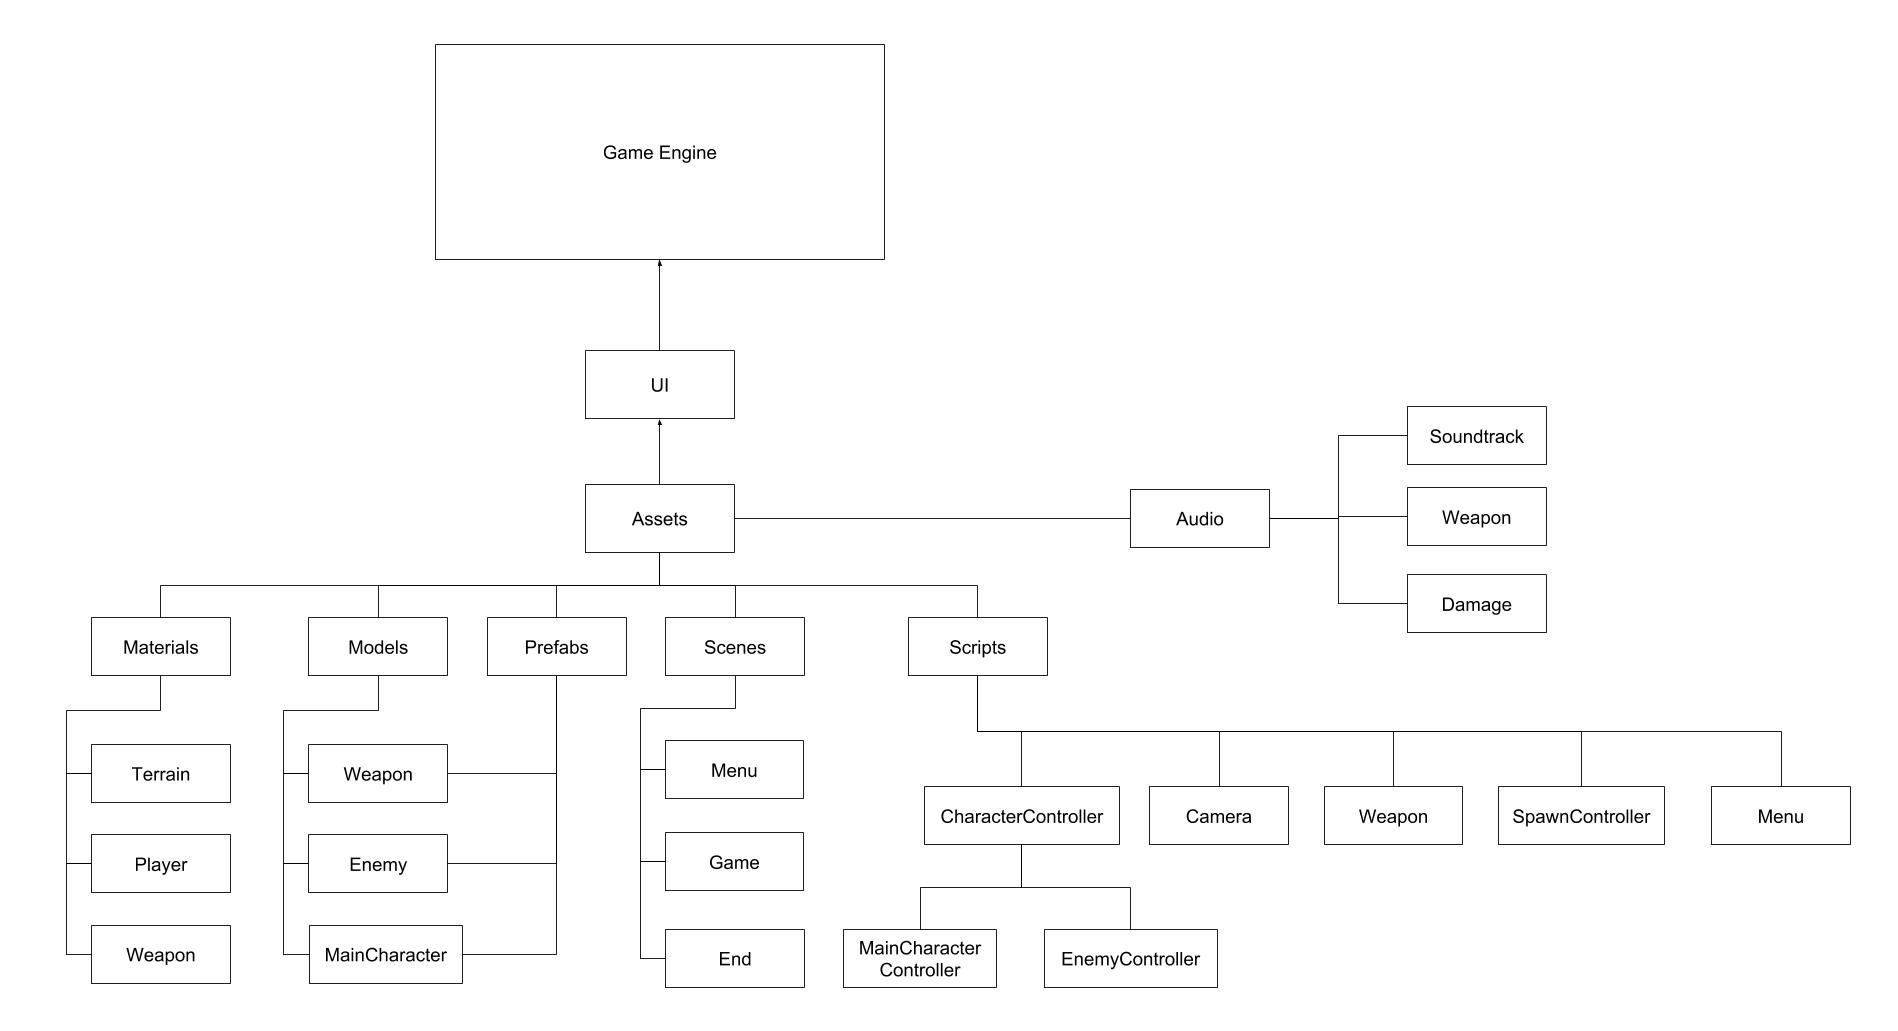 Game Engine
UI
Soundtrack
Assets
Audio
Weapon
Damage
Materials
Models
Prefabs
Scenes
Scripts
Terrain
Weapon
Menu
CharacterController
Camera
Weapon
SpawnController
Menu
Player
Enemy
Game
Weapon
MainCharacter
End
MainCharacter
Controller
EnemyController